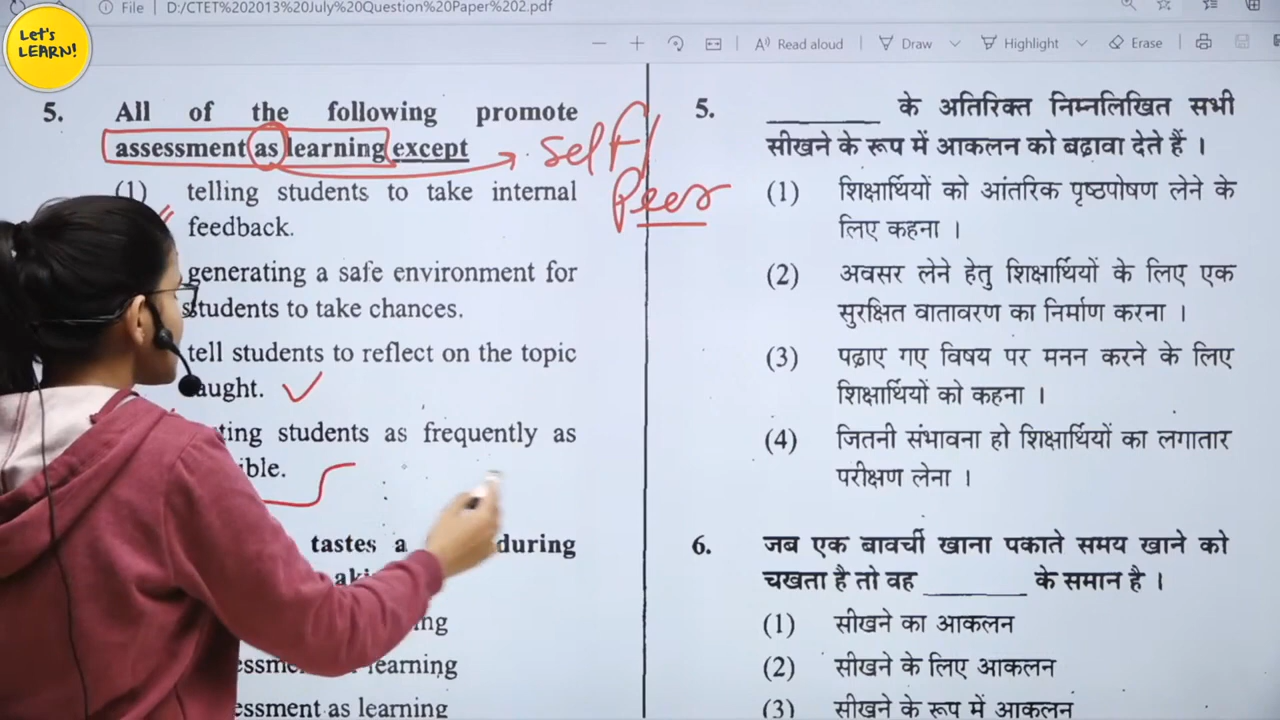 File
D:/CTET%202013%20July%20Question%20Paper%202.pdf
Let's
LEARN!
Read aloud
Draw
Highlight
Erase
5. All of the following promote
assessment as learning except
self/
Peer
(1) telling students to take internal
feedback.
generating a safe environment for
students to take chances.
tell students to reflect on the topic
students as frequently as
tastes a during
learning
assment as learning
5. ________ के अतिरिक्त निम्नलिखित सभी
सीखने के रूप में आकलन को बढ़ावा देते हैं ।
(1) शिक्षार्थियों को आंतरिक पृष्ठपोषण लेने के
लिए कहना ।
(2) अवसर लेने हेतु शिक्षार्थियों के लिए एक
सुरक्षित वातावरण का निर्माण करना ।
(3) पढ़ाए गए विषय पर मनन करने के लिए
शिक्षार्थियों को कहना ।
(4) जितनी संभावना हो शिक्षार्थियों का लगातार
परीक्षण लेना ।
6. जब एक बावर्ची खाना पकाते समय खाने को
चखता है तो वह ________ के समान है ।
(1) सीखने का आकलन
(2) सीखने के लिए आकलन
(3) सीखने के रूप में आकलन